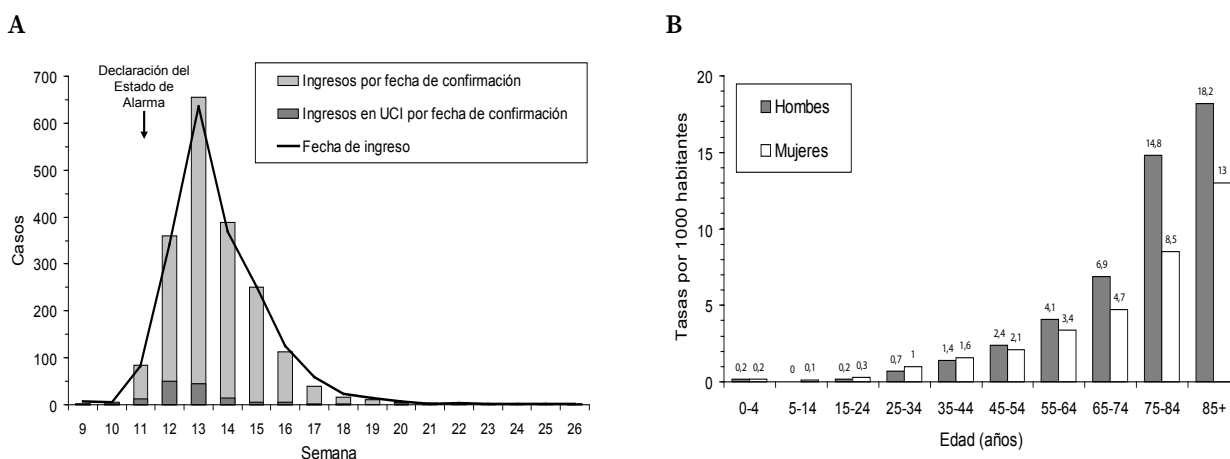 A
Declaración del
Estado de
Alarma
Ingresos por fecha de confirmación
Ingresos en UCI por fecha de confirmación
Fecha de ingreso
Casos
700
600
500
400
300
200
100
0
9 10 11 12 13 14 15 16 17 18 19 20 21 22 23 24 25 26
Semana
B
Hombes
Mujeres
Tasas por 1000 habitantes
20
15
10
5
0
0,2 0,2 0 0,1 0,2 0,3 0,7 1 1,4 1,6 2,4 2,1 4,1 3,4 6,9 4,7 14,8 8,5 18,2 13
0-4 5-14 15-24 25-34 35-44 45-54 55-64 65-74 75-84 85+
Edad (años)